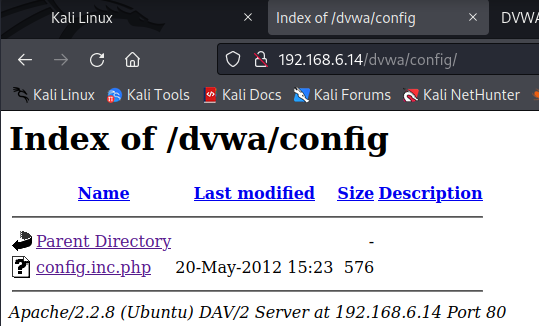 Kali Linux
Index of /dvwa/config
DVWA
192.168.6.14/dvwa/config/
Kali Linux Kali Tools Kali Docs Kali Forums Kali NetHunter
Index of /dvwa/config
Name Last modified Size Description
Parent Directory -
config.inc.php 20-May-2012 15:23 576
Apache/2.2.8 (Ubuntu) DAV/2 Server at 192.168.6.14 Port 80